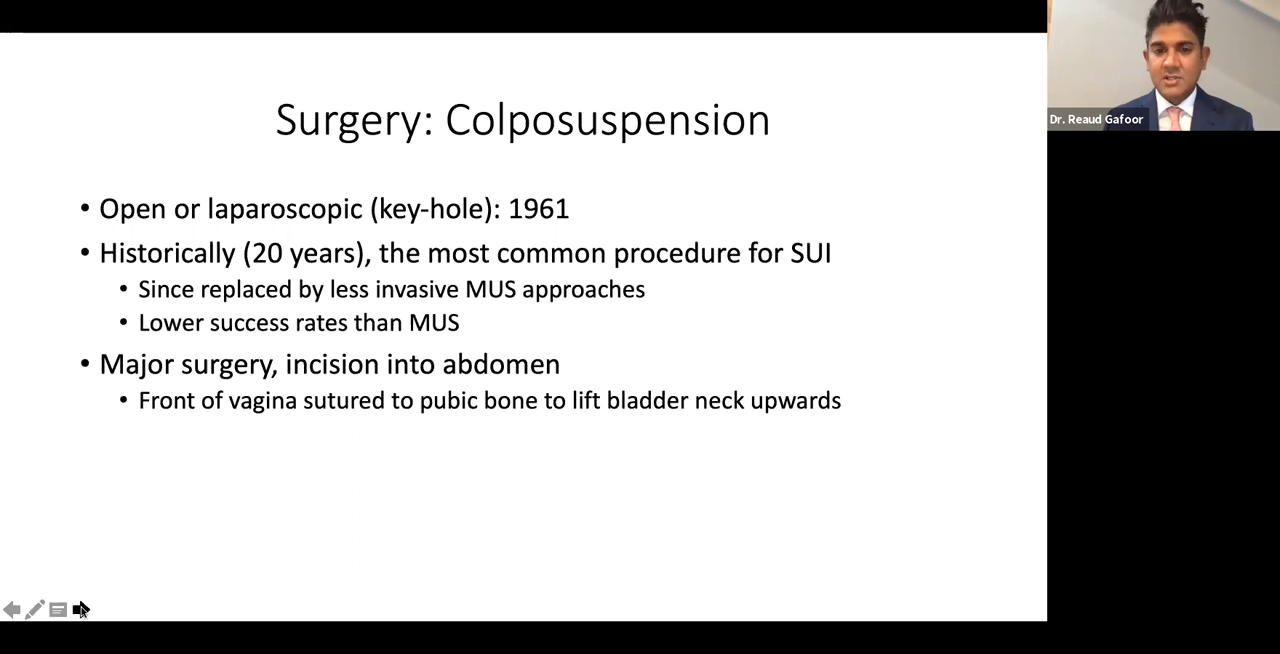 Surgery: Colposuspension
• Open or laparoscopic (key-hole): 1961
• Historically (20 years), the most common procedure for SUI
• Since replaced by less invasive MUS approaches
• Lower success rates than MUS
• Major surgery, incision into abdomen
• Front of vagina sutured to pubic bone to lift bladder neck upwards
Dr. Reaud Gafoor